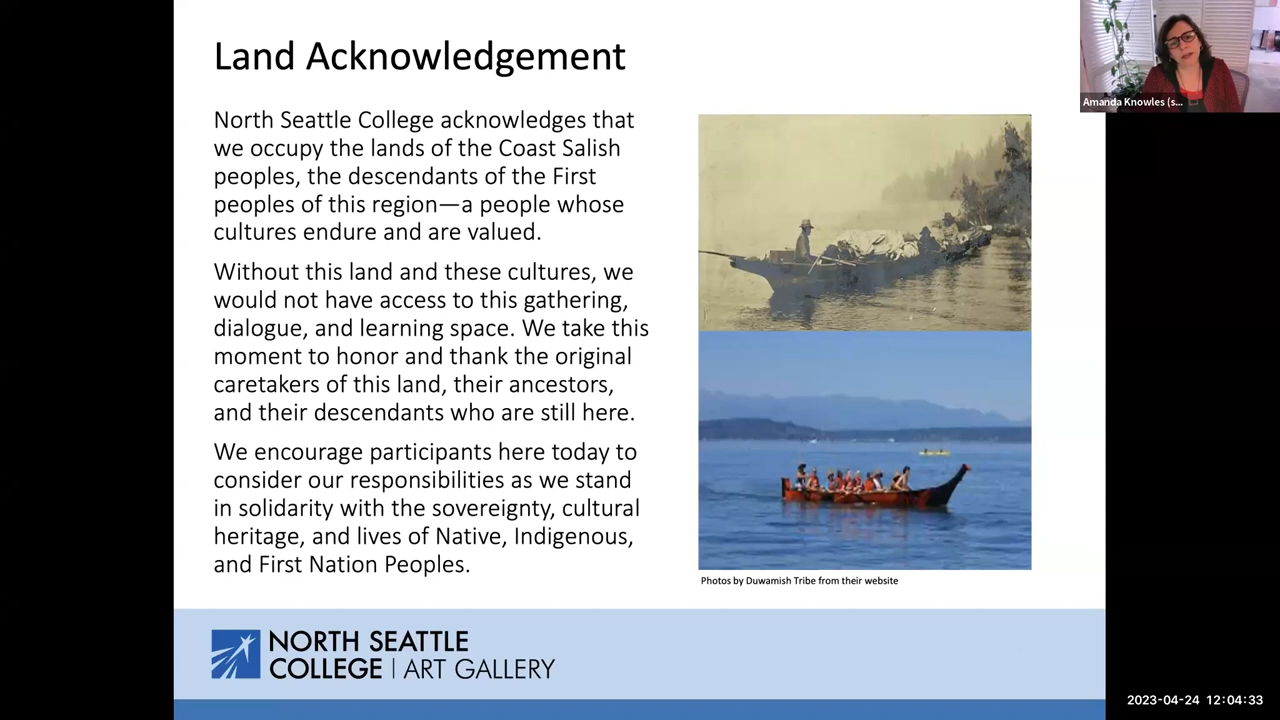 Land Acknowledgement
North Seattle College acknowledges that
we occupy the lands of the Coast Salish
peoples, the descendants of the First
peoples of this region—a people whose
cultures endure and are valued.
Without this land and these cultures, we
would not have access to this gathering,
dialogue, and learning space. We take this
moment to honor and thank the original
caretakers of this land, their ancestors,
and their descendants who are still here.
We encourage participants here today to
consider our responsibilities as we stand
in solidarity with the sovereignty, cultural
heritage, and lives of Native, Indigenous,
and First Nation Peoples.
Photos by Duwamish Tribe from their website
NORTH SEATTLE
COLLEGE | ART GALLERY
Amanda Knowles (s...
2023-04-24 12:04:33